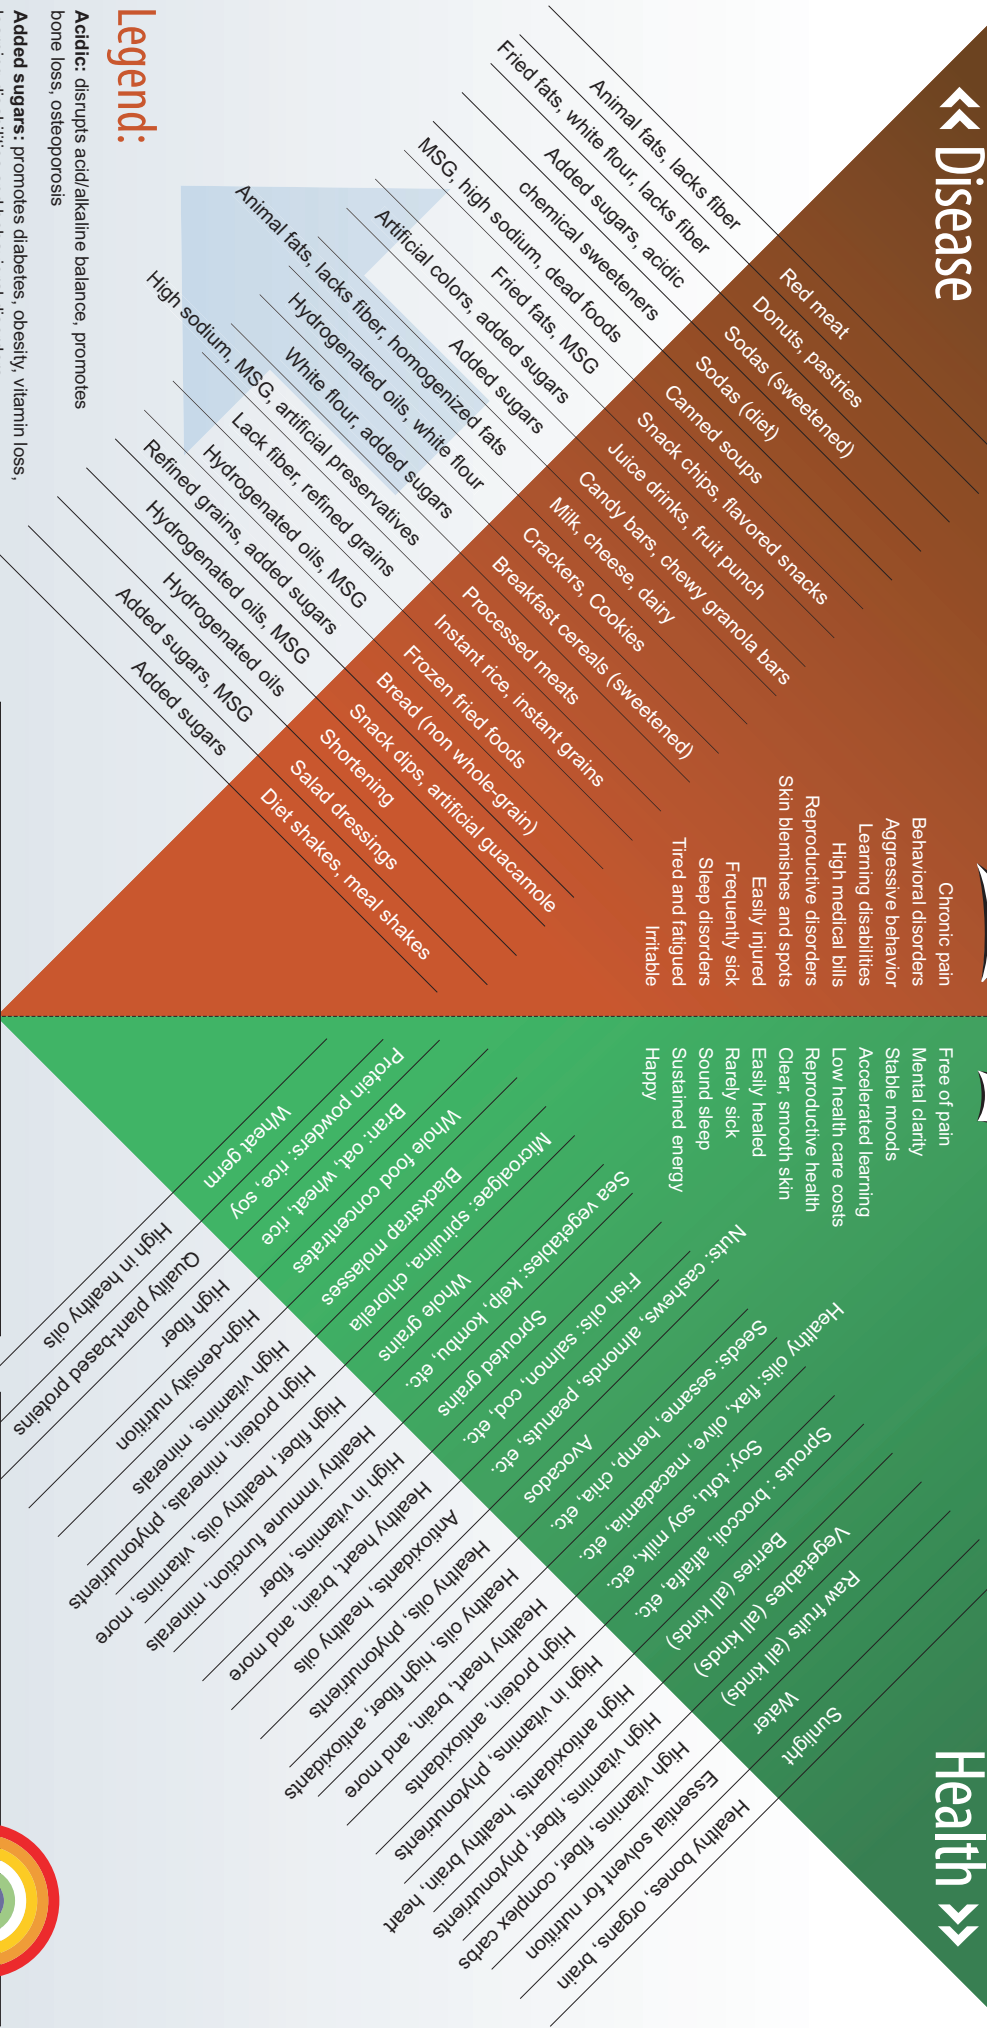 Disease
Health
Chronic pain
Behavioral disorders
Aggressive behavior
Learning disabilities
High medical bills
Reproductive disorders
Skin blemishes and spots
Easily injured
Frequently sick
Sleep disorders
Tired and fatigued
Irritable
Free of pain
Mental clarity
Stable moods
Accelerated learning
Low health care costs
Reproductive health
Clear, smooth skin
Easily healed
Rarely sick
Sound sleep
Sustained energy
Happy
Animal fats, lacks fiber
Red meat
Fried fats, white flour, lacks fiber
Donuts, pastries
Added sugars, acidic
Sodas (sweetened)
chemical sweeteners
Sodas (diet)
MSG, high sodium, dead foods
Canned soups
Fried fats, MSG
Snack chips, flavored snacks
Artificial colors, added sugars
Juice drinks, fruit punch
Added sugars
Candy bars, chewy granola bars
Animal fats, lacks fiber, homogenized fats
Milk, cheese, dairy
Hydrogenated oils, white flour
Crackers, Cookies
White flour, added sugars
Breakfast cereals (sweetened)
High sodium, MSG, artificial preservatives
Processed meats
Lack fiber, refined grains
Instant rice, instant grains
Hydrogenated oils, MSG
Frozen fried foods
Refined grains, added sugars
Bread (non whole-grain)
Hydrogenated oils, MSG
Snack dips, artificial guacamole
Hydrogenated oils
Shortening
Added sugars, MSG
Salad dressings
Added sugars
Diet shakes, meal shakes
Sunlight
Healthy bones, organs, brain
Water
Essential solvent for nutrition
Raw fruits (all kinds)
High vitamins, fiber, complex carbs
Vegetables (all kinds)
High vitamins, fiber, phytonutrients
Berries (all kinds)
High antioxidants, healthy brain, heart
Sprouts : broccoli, alfalfa, etc.
High in vitamins, phytonutrients
Soy: tofu, soy milk, etc.
High protein, antioxidants
Healthy oils: flax, olive, macadamia, etc.
Healthy heart, brain, and more
Seeds: sesame, hemp, chia, etc.
Healthy oils, high fiber, antioxidants
Avocados
Healthy oils, phytonutrients
Nuts: cashews, almonds, peanuts, etc.
Antioxidants, healthy oils
Fish oils: salmon, cod, etc.
Healthy heart, brain, and more
Sprouted grains
High in vitamins, fiber
Sea vegetables: kelp, kombu, etc.
Healthy immune function, minerals
Whole grains
High fiber, healthy oils, vitamins, more
Microalgae: spirulina, chlorella
High protein, minerals, phytonutrients
Blackstrap molasses
High vitamins, minerals
Whole food concentrates
High-density nutrition
Bran: oat, wheat, rice
High fiber
Protein powders: rice, soy
Quality plant-based proteins
Wheat germ
High in healthy oils
Legend:
Acidic: disrupts acid/alkaline balance, promotes
bone loss, osteoporosis
Added sugars: promotes diabetes, obesity, vitamin loss,